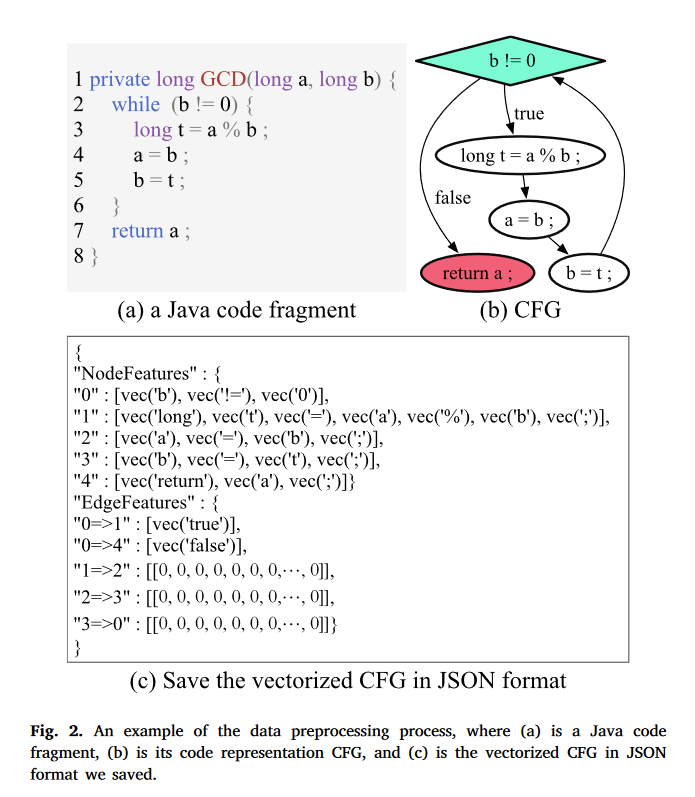 1 private long GCD(long a, long b) {
2 while (b != 0) {
3 long t = a % b ;
4 a = b ;
5 b = t ;
6 }
7 return a ;
8 }
(a) a Java code fragment
b != 0
true
long t = a % b ;
false
a = b ;
return a ;
b = t ;
(b) CFG
{
"NodeFeatures" : {
"0" : [vec('b'), vec('!='), vec('0')],
"1" : [vec('long'), vec('t'), vec('='), vec('a'), vec('%'), vec('b'), vec(';')],
"2" : [vec('a'), vec('='), vec('b'), vec(';')],
"3" : [vec('b'), vec('='), vec('t'), vec(';')],
"4" : [vec('return'), vec('a'), vec(';')]}
"EdgeFeatures" : {
"0=>1" : [vec('true')],
"0=>4" : [vec('false')],
"1=>2" : [[0, 0, 0, 0, 0, 0, 0,⋯, 0]],
"2=>3" : [[0, 0, 0, 0, 0, 0, 0,⋯, 0]],
"3=>0" : [[0, 0, 0, 0, 0, 0, 0,⋯, 0]]}
}
(c) Save the vectorized CFG in JSON format
Fig. 2. An example of the data preprocessing process, where (a) is a Java code
fragment, (b) is its code representation CFG, and (c) is the vectorized CFG in JSON
format we saved.